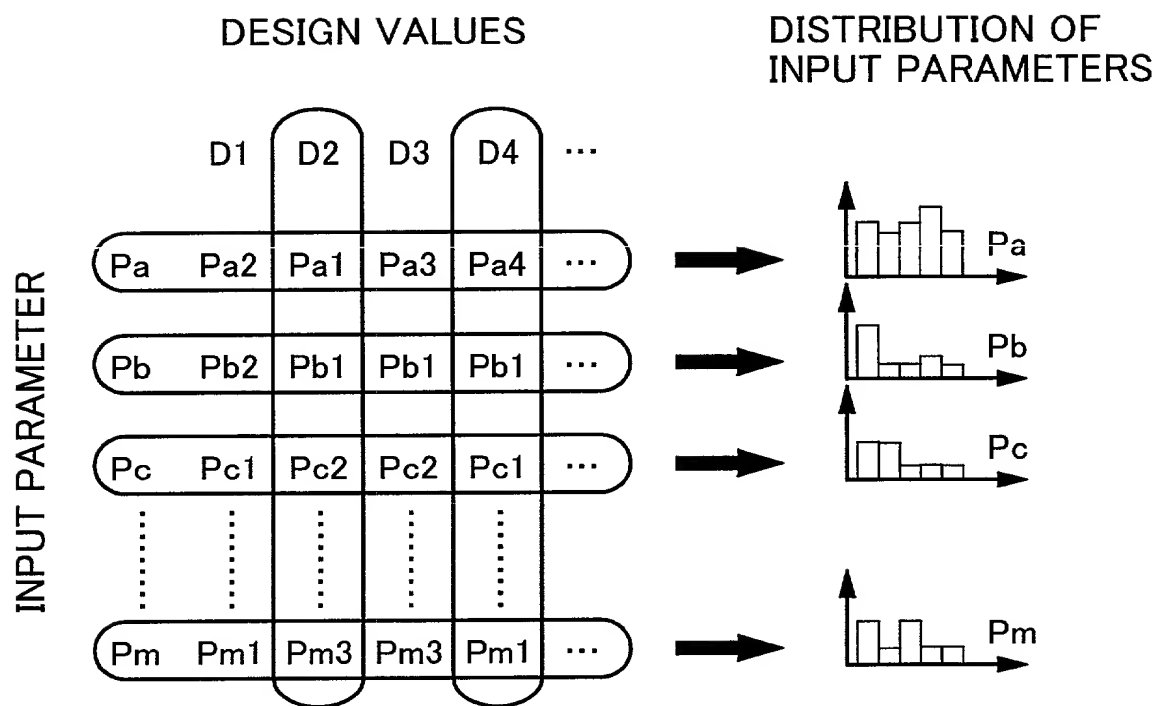 DESIGN VALUES
DISTRIBUTION OF
INPUT PARAMETERS
D1 D2 D3 D4 ...
INPUT PARAMETER
Pa Pa2 Pa1 Pa3 Pa4 ...
Pa
Pb Pb2 Pb1 Pb1 Pb1 ...
Pb
Pc Pc1 Pc2 Pc2 Pc1 ...
Pc
Pm Pm1 Pm3 Pm3 Pm1 ...
Pm